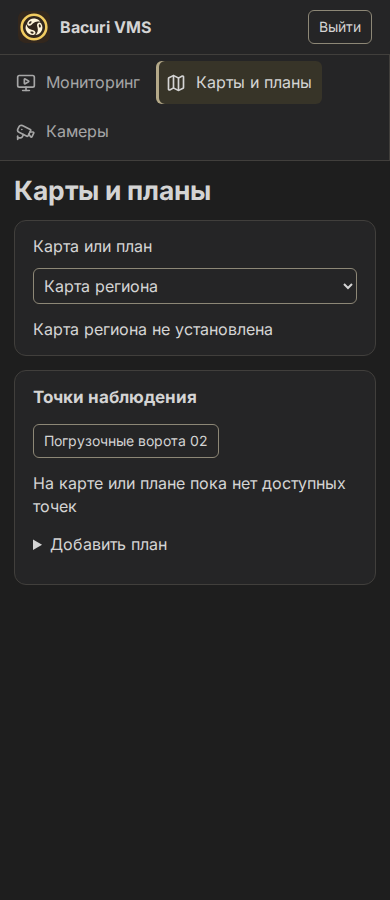 Bacuri VMS
Выйти
Мониторинг
Карты и планы
Камеры
Карты и планы
Карта или план
Карта региона
Карта региона не установлена
Точки наблюдения
Погрузочные ворота 02
На карте или плане пока нет доступных
точек
Добавить план